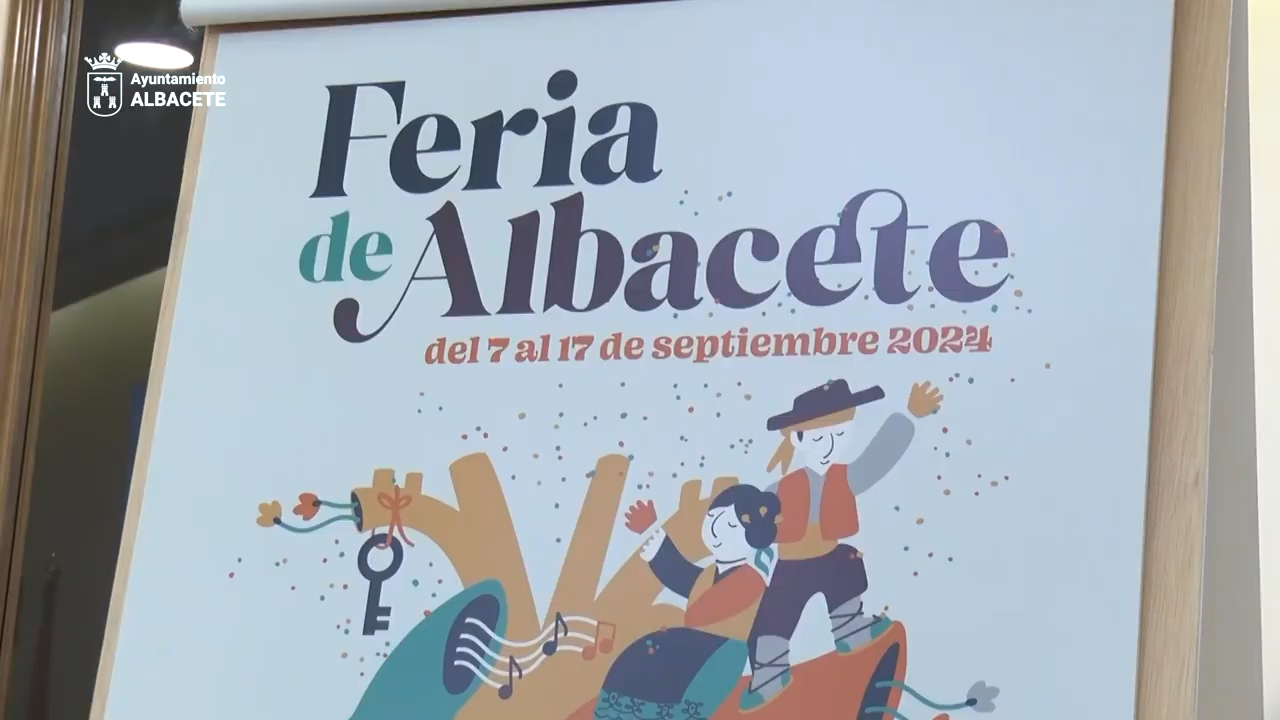 Ayuntamiento
ALBACETE
Feria
de Albacete
del 7 al 17 de septiembre 2024